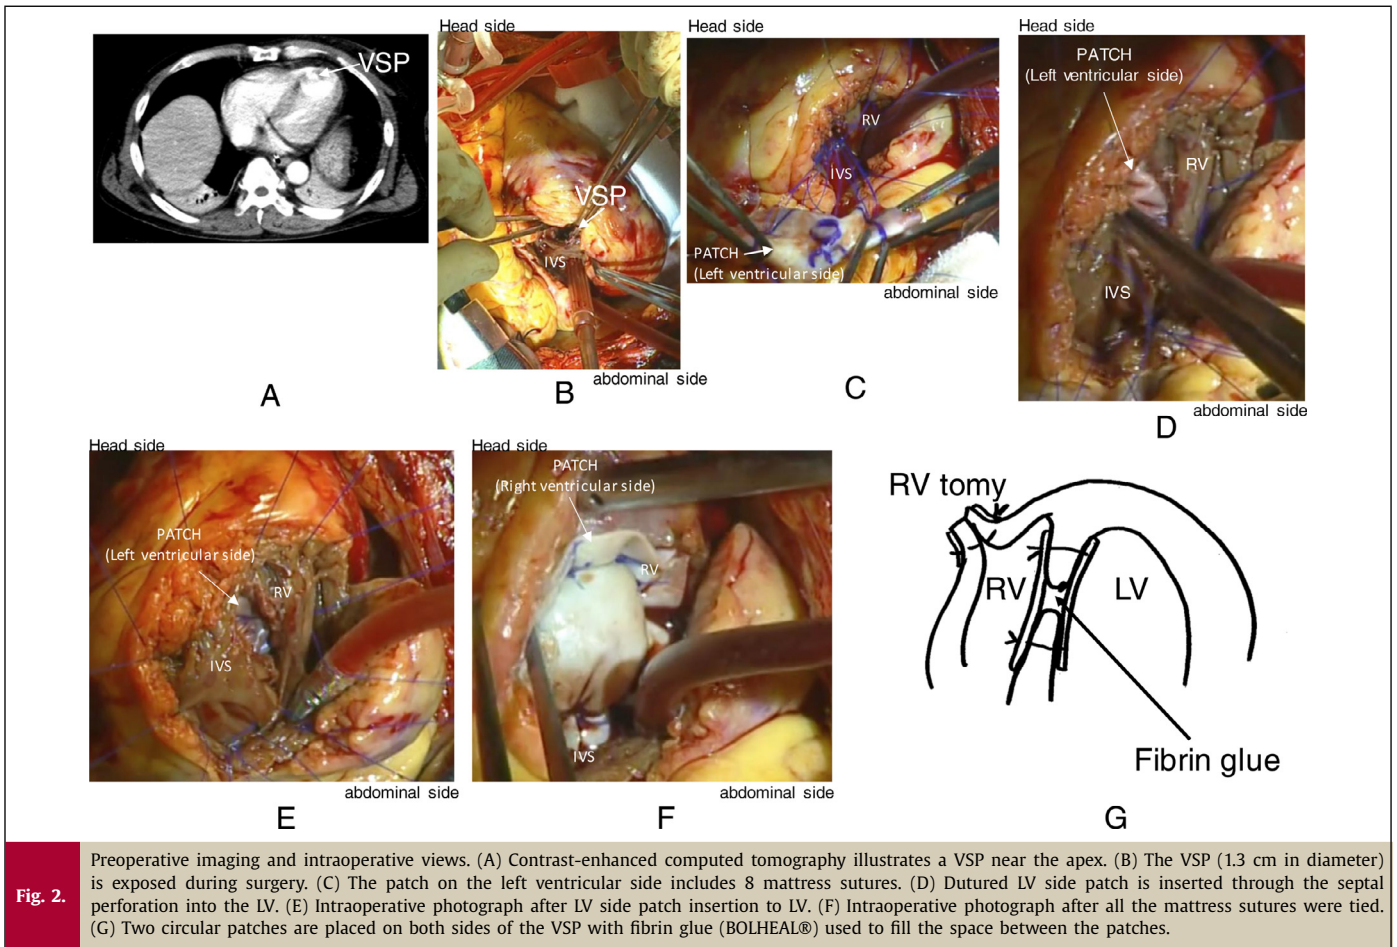 Head side
VSP
A
Head side
VSP
IVS
abdominal side
B
Head side
RV
IVS
PATCH
(Left ventricular side)
abdominal side
C
Head side
PATCH
(Left ventricular side)
RV
IVS
abdominal side
D
Head side
PATCH
(Left ventricular side)
RV
IVS
abdominal side
E
Head side
PATCH
(Right ventricular side)
RV
IVS
abdominal side
F
RV tomy
RV
LV
Fibrin glue
G
Fig. 2.
Preoperative imaging and intraoperative views. (A) Contrast-enhanced computed tomography illustrates a VSP near the apex. (B) The VSP (1.3 cm in diameter)
is exposed during surgery. (C) The patch on the left ventricular side includes 8 mattress sutures. (D) Dutured LV side patch is inserted through the septal
perforation into the LV. (E) Intraoperative photograph after LV side patch insertion to LV. (F) Intraoperative photograph after all the mattress sutures were tied.
(G) Two circular patches are placed on both sides of the VSP with fibrin glue (BOLHEAL®) used to fill the space between the patches.